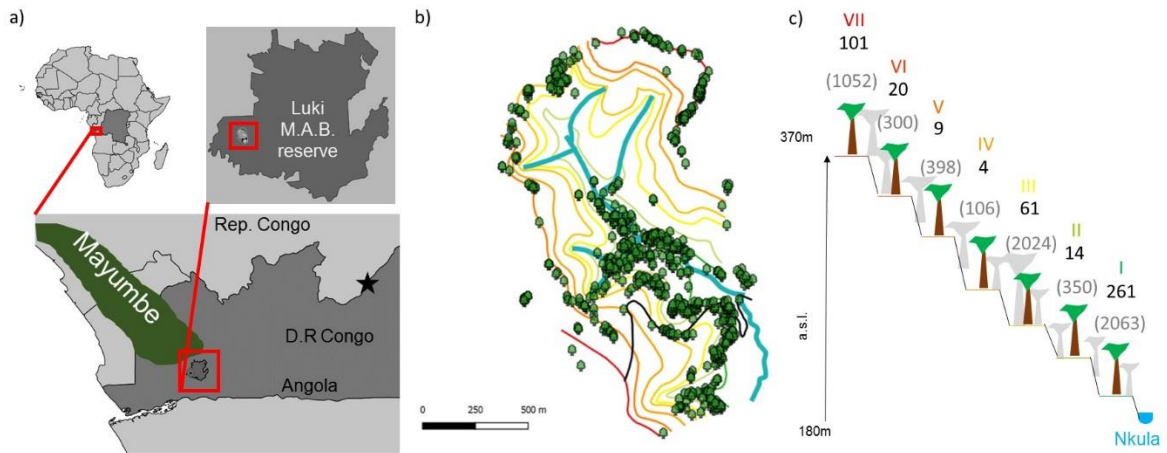 a)
Luki
M.A.B.
reserve
Rep. Congo
Mayumbe
D.R Congo
Angola
b)
0 250 500 m
c)
VII
101
(1052)
VI
20
(300)
V
9
(398)
IV
4
(106)
III
61
(2024)
II
14
(350)
I
261
(2063)
370m
a.s.l.
180m
Nkula